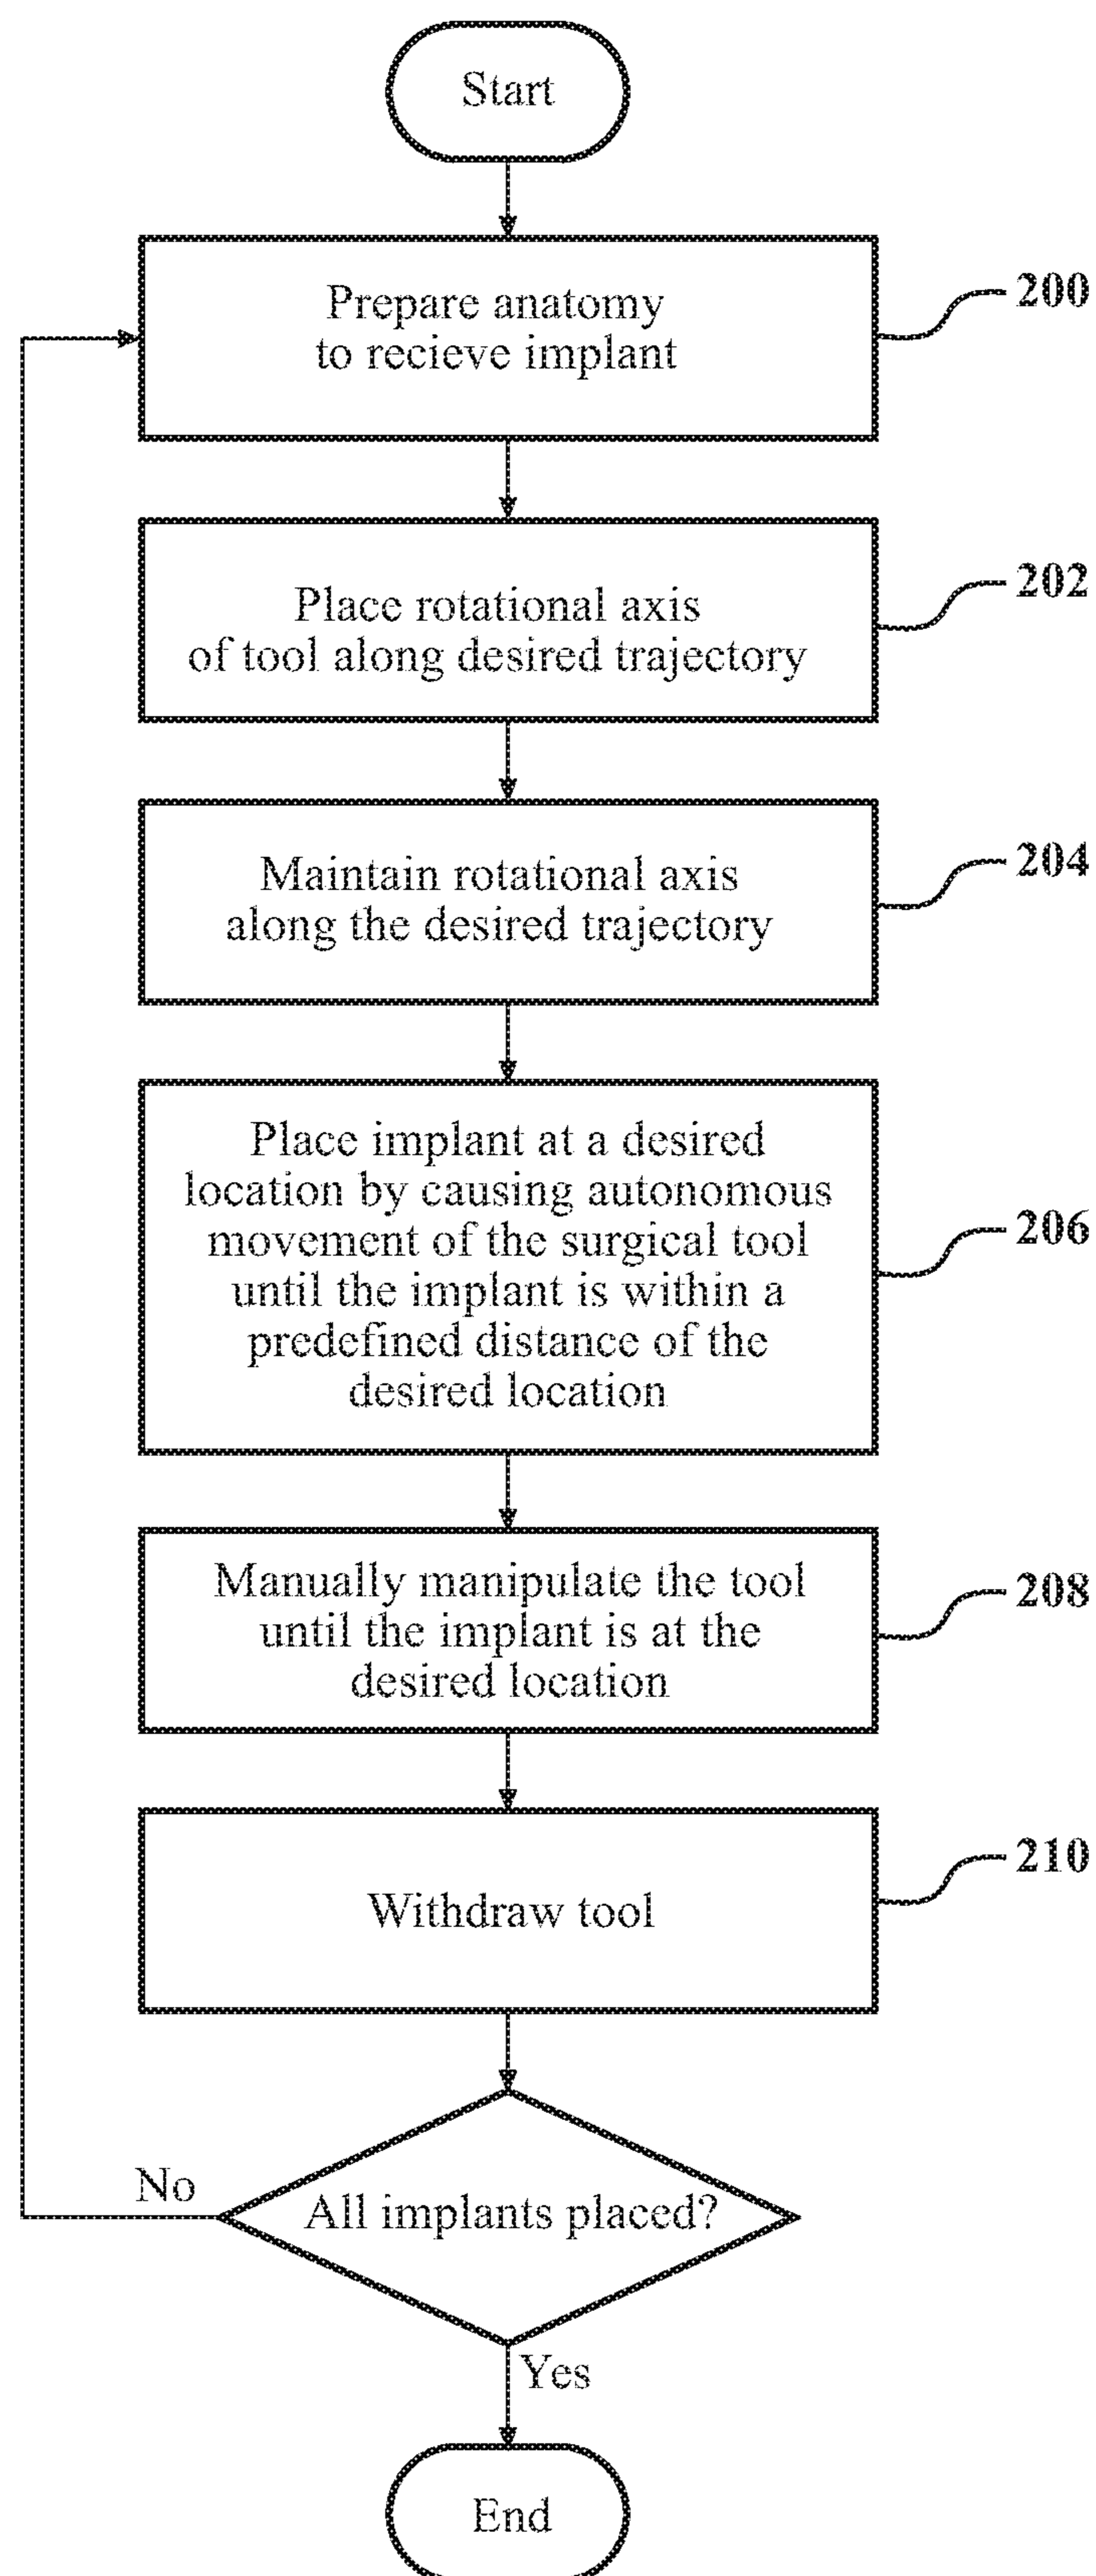 Start
Prepare anatomy
to recieve implant
200
Place rotational axis
of tool along desired trajectory
202
Maintain rotational axis
along the desired trajectory
204
Place implant at a desired
location by causing autonomous
movement of the surgical tool
until the implant is within a
predefined distance of the
desired location
206
Manually manipulate the tool
until the implant is at the
desired location
208
Withdraw tool
210
All implants placed?
No
Yes
End